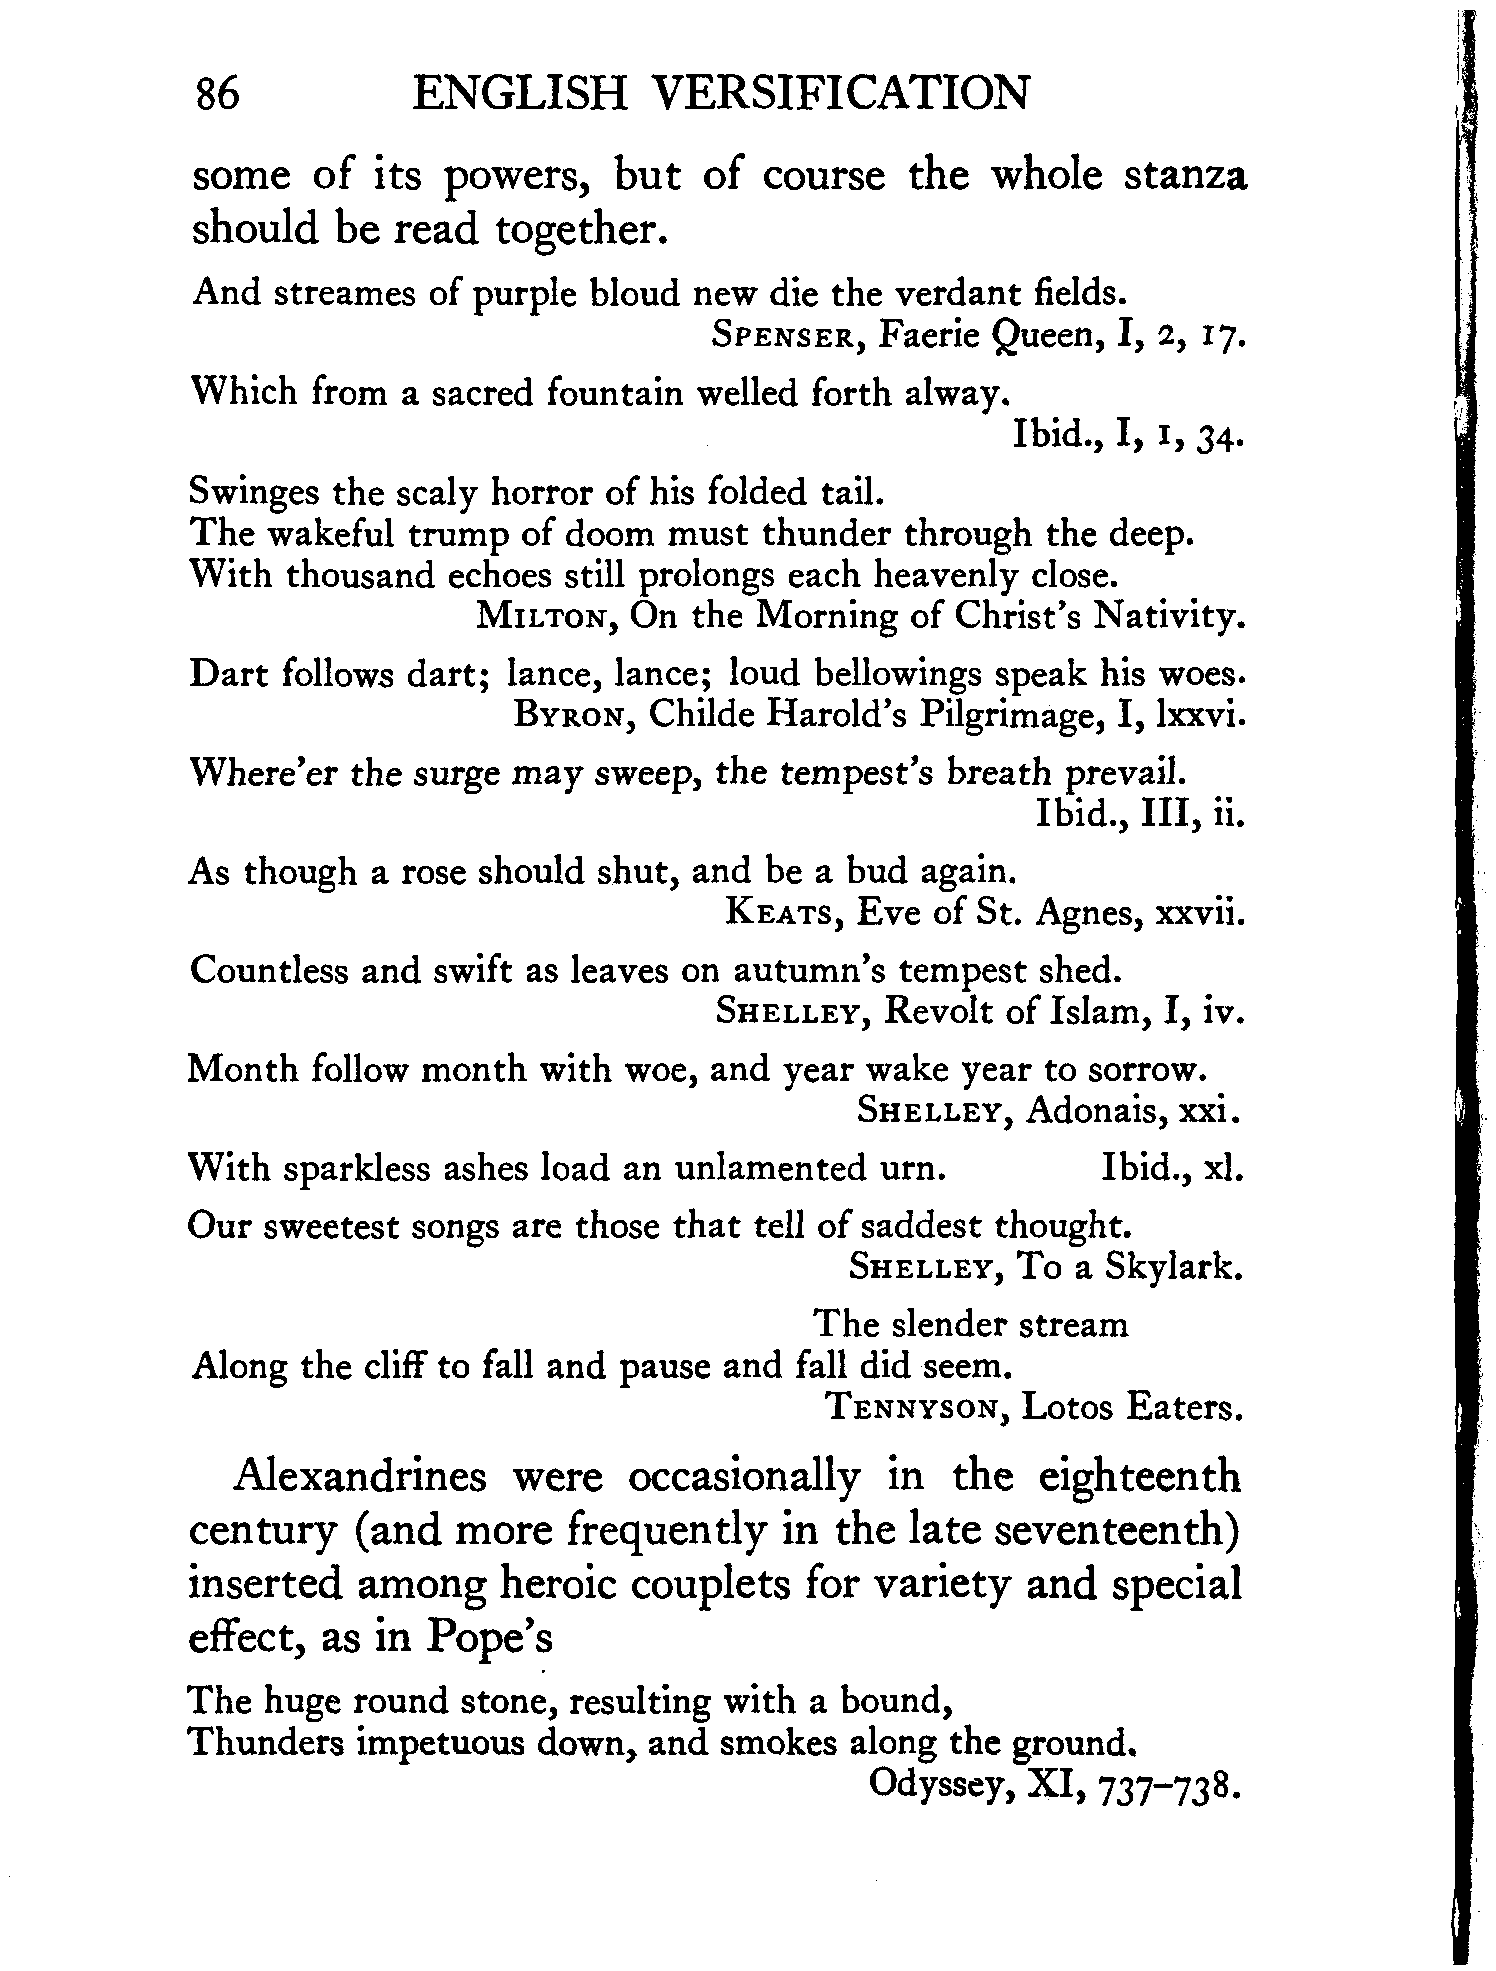 86 ENGLISH VERSIFICATION
some of its powers, but of course the whole stanza
should be read together.
And streames of purple bloud new die the verdant fields.
SPENSER, Faerie Queen, I, 2, 17.
Which from a sacred fountain welled forth alway.
Ibid., I, 1, 34.
Swinges the scaly horror of his folded tail.
The wakeful trump of doom must thunder through the deep.
With thousand echoes still prolongs each heavenly close.
MILTON, On the Morning of Christ's Nativity.
Dart follows dart; lance, lance; loud bellowings speak his woes.
BYRON, Childe Harold's Pilgrimage, I, lxxvi.
Where'er the surge may sweep, the tempest's breath prevail.
Ibid., III, ii.
As though a rose should shut, and be a bud again.
KEATS, Eve of St. Agnes, xxvii.
Countless and swift as leaves on autumn's tempest shed.
SHELLEY, Revolt of Islam, I, iv.
Month follow month with woe, and year wake year to sorrow.
SHELLEY, Adonais, xxi.
With sparkless ashes load an unlamented urn. Ibid., xl.
Our sweetest songs are those that tell of saddest thought.
SHELLEY, To a Skylark.
The slender stream
Along the cliff to fall and pause and fall did seem.
TENNYSON, Lotos Eaters.
Alexandrines were occasionally in the eighteenth
century (and more frequently in the late seventeenth)
inserted among heroic couplets for variety and special
effect, as in Pope's
The huge round stone, resulting with a bound,
Thunders impetuous down, and smokes along the ground.
Odyssey, XI, 737–738.